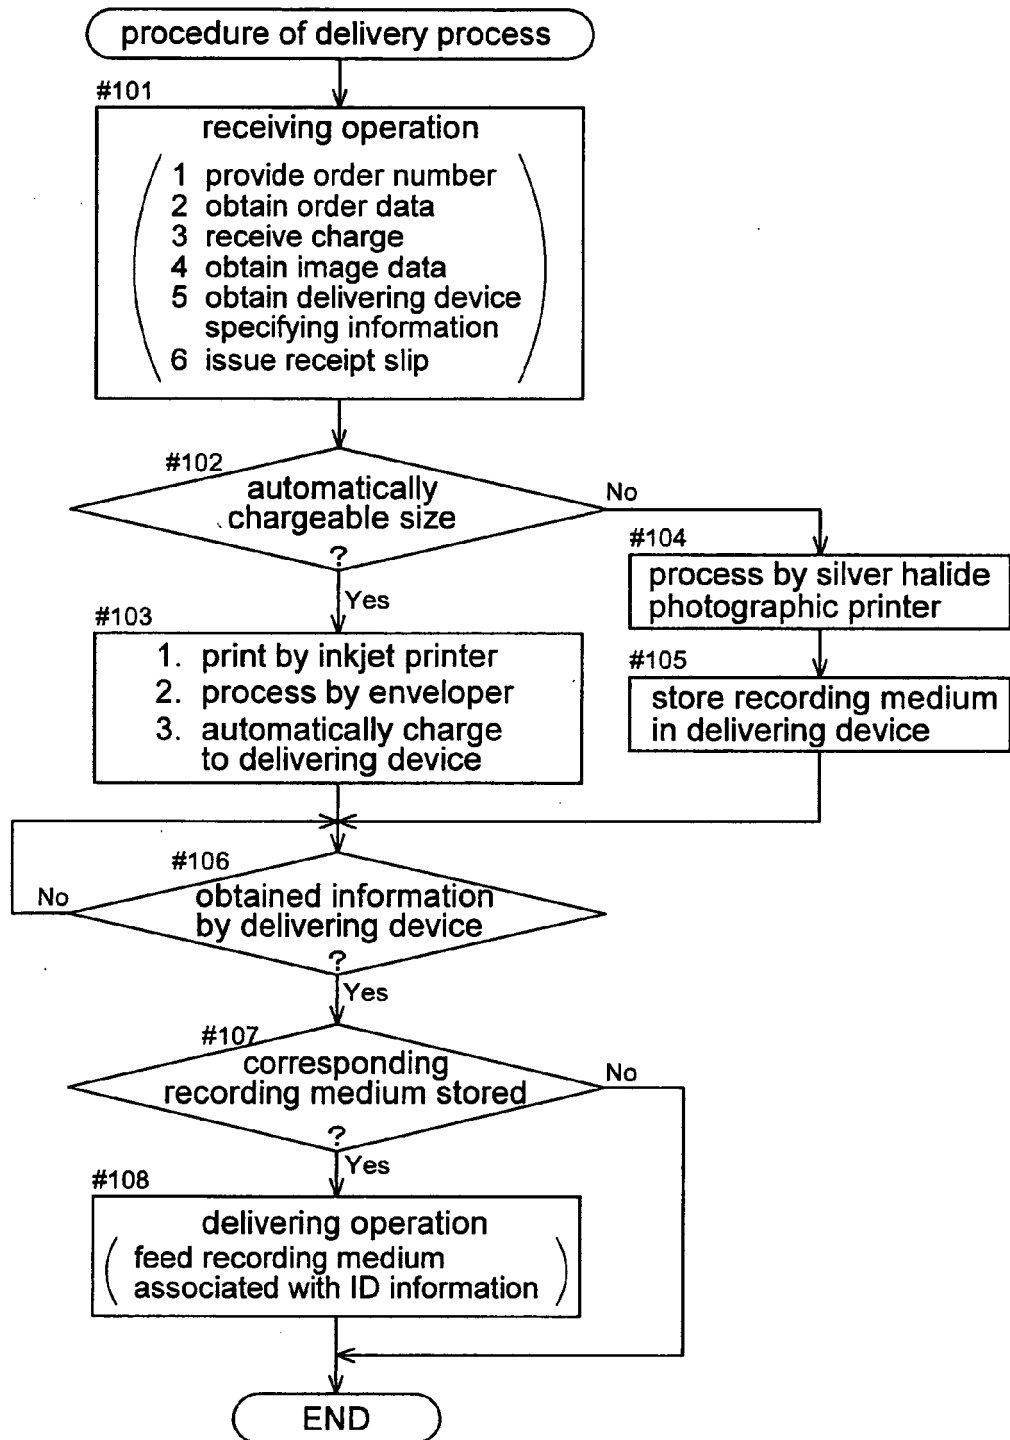 procedure of delivery process
#101
receiving operation
1 provide order number
2 obtain order data
3 receive charge
4 obtain image data
5 obtain delivering device
specifying information
6 issue receipt slip
#102
automatically
chargeable size
?
No
Yes
#104
process by silver halide
photographic printer
#103
1. print by inkjet printer
2. process by enveloper
3. automatically charge
to delivering device
#105
store recording medium
in delivering device
#106
No
obtained information
by delivering device
?
Yes
#107
corresponding
recording medium stored
?
No
Yes
#108
delivering operation
feed recording medium
associated with ID information
END